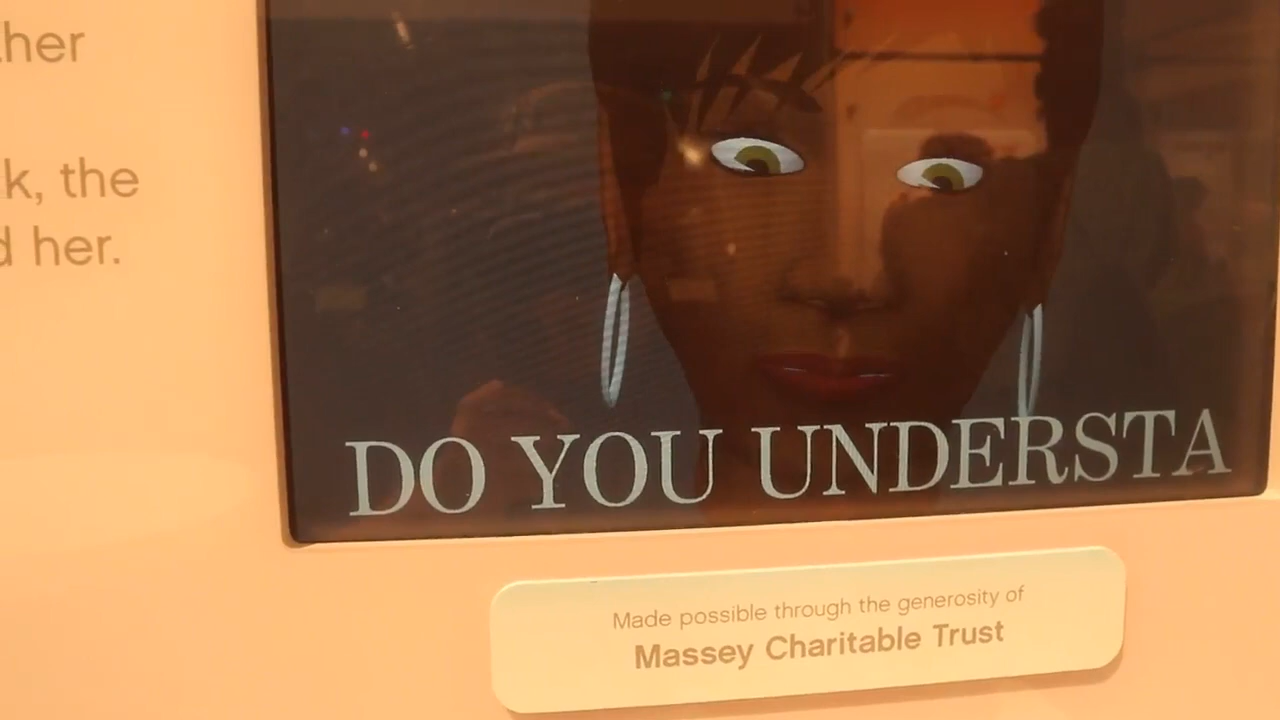 her
k, the
her.
DO YOU UNDERSTA
Made possible through the generosity of
Massey Charitable Trust